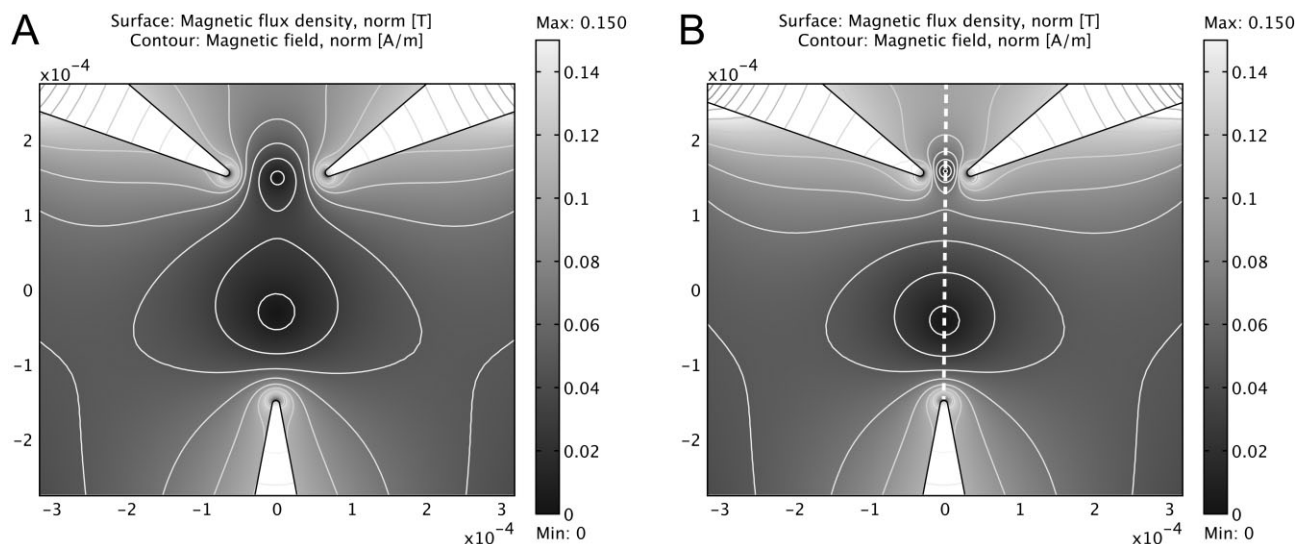 A
Surface: Magnetic flux density, norm [T]
Contour: Magnetic field, norm [A/m]
Max: 0.150
x10⁻⁴
2
1
0
-1
-2
-3
-2
-1
0
1
2
3
x10⁻⁴
0.14
0.12
0.1
0.08
0.06
0.04
0.02
0
Min: 0
B
Surface: Magnetic flux density, norm [T]
Contour: Magnetic field, norm [A/m]
Max: 0.150
x10⁻⁴
2
1
0
-1
-2
-3
-2
-1
0
1
2
3
x10⁻⁴
0.14
0.12
0.1
0.08
0.06
0.04
0.02
0
Min: 0